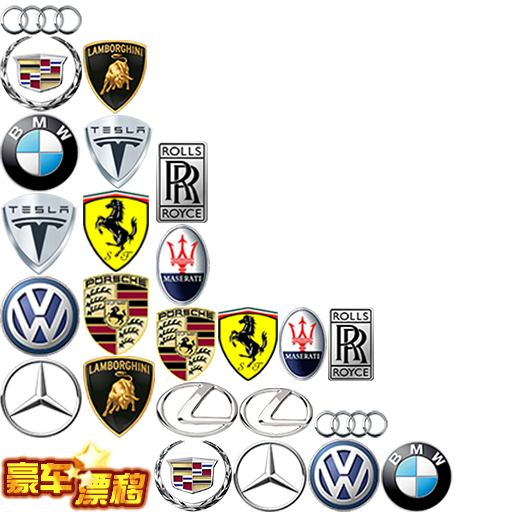 LAMBORGHINI
BMW
TESLA
ROLLS
RR
ROYCE
TESLA
S F
MASERATI
PORSCHE
PORSCHE
S F
MASERATI
ROLLS
RR
ROYCE
LAMBORGHINI
BMW
豪车漂移